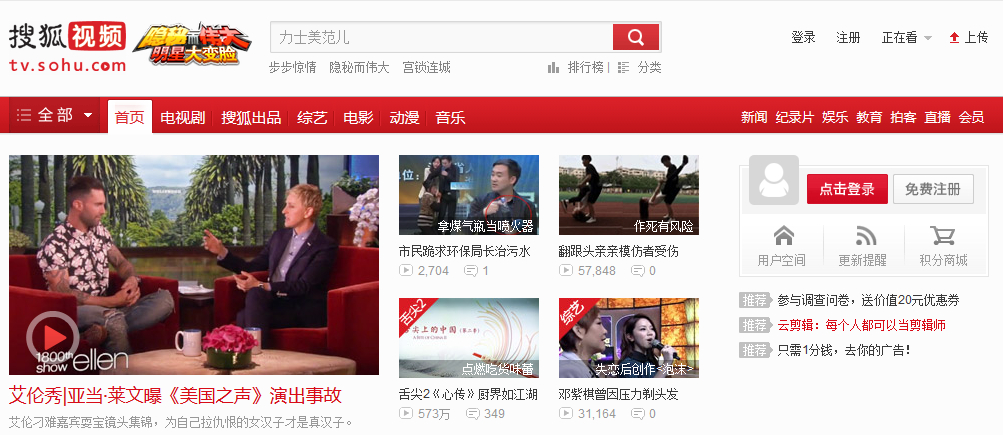 搜狐视频
tv.sohu.com
隐秘而伟大
明星大变脸
力士美范儿
步步惊情 隐秘而伟大 宫锁连城
排行榜 | 分类
登录 注册 正在看 上传
全部 首页 电视剧 搜狐出品 综艺 电影 动漫 音乐
新闻 纪录片 娱乐 教育 拍客 直播 会员
1800th
show ellen
艾伦秀|亚当·莱文曝《美国之声》演出事故
艾伦刁难嘉宾耍宝镜头集锦，为自己拉仇恨的女汉子才是真汉子。
拿煤气瓶当喷火器
市民跪求环保局长治污水
2,704 1
作死有风险
翻跟头亲亲模仿者受伤
57,848 0
舌尖2
舌尖上的中国（第二季）
点燃吃货味蕾
舌尖2《心传》厨界如江湖
573万 349
综艺
失恋后创作<泡沫>
邓紫棋曾因压力剃头发
31,164 0
点击登录 免费注册
用户空间 更新提醒 积分商城
推荐 参与调查问卷，送价值20元优惠券
推荐 云剪辑：每个人都可以当剪辑师
推荐 只需1分钱，去你的广告！